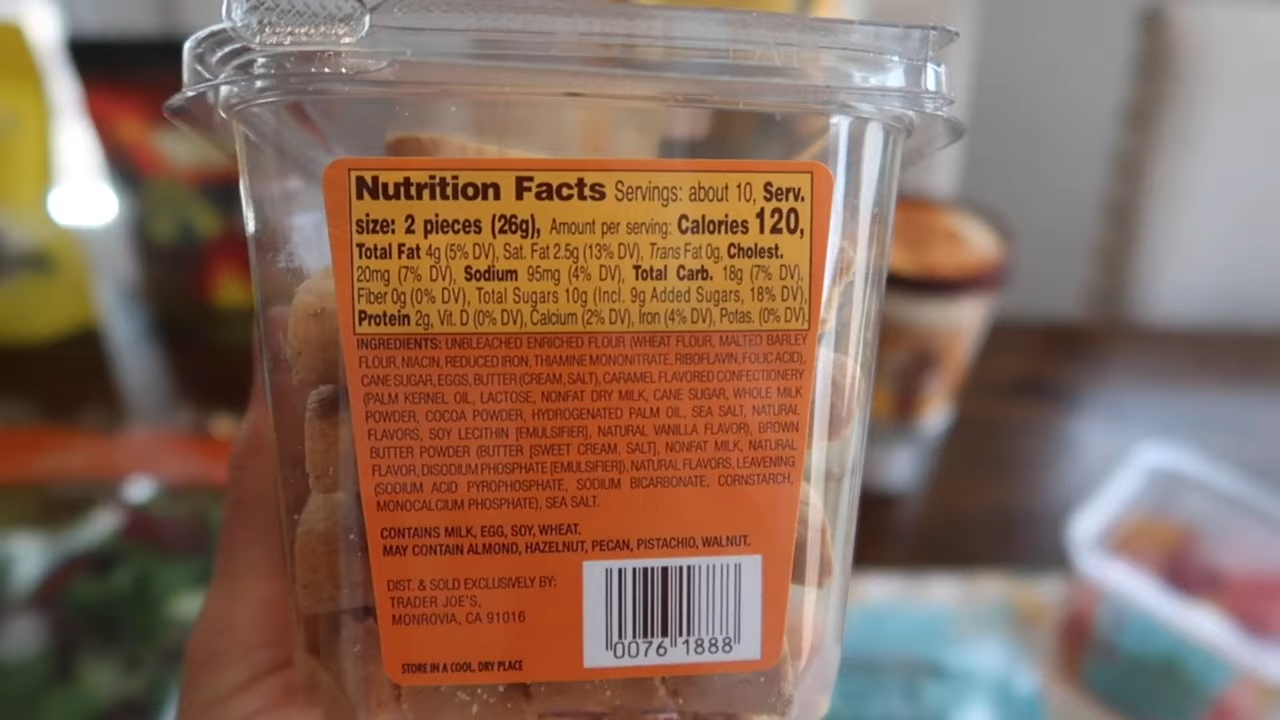 Nutrition Facts Servings: about 10, Serv.
size: 2 pieces (26g), Amount per serving: Calories 120,
Total Fat 4g (5% DV), Sat. Fat 2.5g (13% DV), Trans Fat 0g, Cholest.
20mg (7% DV), Sodium 95mg (4% DV), Total Carb. 18g (7% DV),
Fiber 0g (0% DV), Total Sugars 10g (Incl. 9g Added Sugars, 18% DV),
Protein 2g, Vit. D (0% DV), Calcium (2% DV), Iron (4% DV), Potas. (0% DV).
INGREDIENTS: UNBLEACHED ENRICHED FLOUR (WHEAT FLOUR, MALTED BARLEY
FLOUR, NIACIN, REDUCED IRON, THIAMINE MONONITRATE, RIBOFLAVIN, FOLIC ACID),
CANE SUGAR, EGGS, BUTTER (CREAM, SALT), CARAMEL FLAVORED CONFECTIONERY
(PALM KERNEL OIL, LACTOSE, NONFAT DRY MILK, CANE SUGAR, WHOLE MILK
POWDER, COCOA POWDER, HYDROGENATED PALM OIL, SEA SALT, NATURAL
FLAVORS, SOY LECITHIN [EMULSIFIER], NATURAL VANILLA FLAVOR), BROWN
BUTTER POWDER (BUTTER [SWEET CREAM, SALT], NONFAT MILK, NATURAL
FLAVOR, DISODIUM PHOSPHATE [EMULSIFIER]), NATURAL FLAVORS, LEAVENING
(SODIUM ACID PYROPHOSPHATE, SODIUM BICARBONATE, CORNSTARCH,
MONOCALCIUM PHOSPHATE), SEA SALT.
CONTAINS MILK, EGG, SOY, WHEAT.
MAY CONTAIN ALMOND, HAZELNUT, PECAN, PISTACHIO, WALNUT.
DIST. & SOLD EXCLUSIVELY BY:
TRADER JOE'S,
MONROVIA, CA 91016
0076 1888
STORE IN A COOL, DRY PLACE